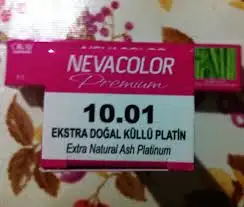 NEVACOLOR
Premium
10.01
EKSTRA DOĞAL KÜLLÜ PLATİN
Extra Natural Ash Platinum